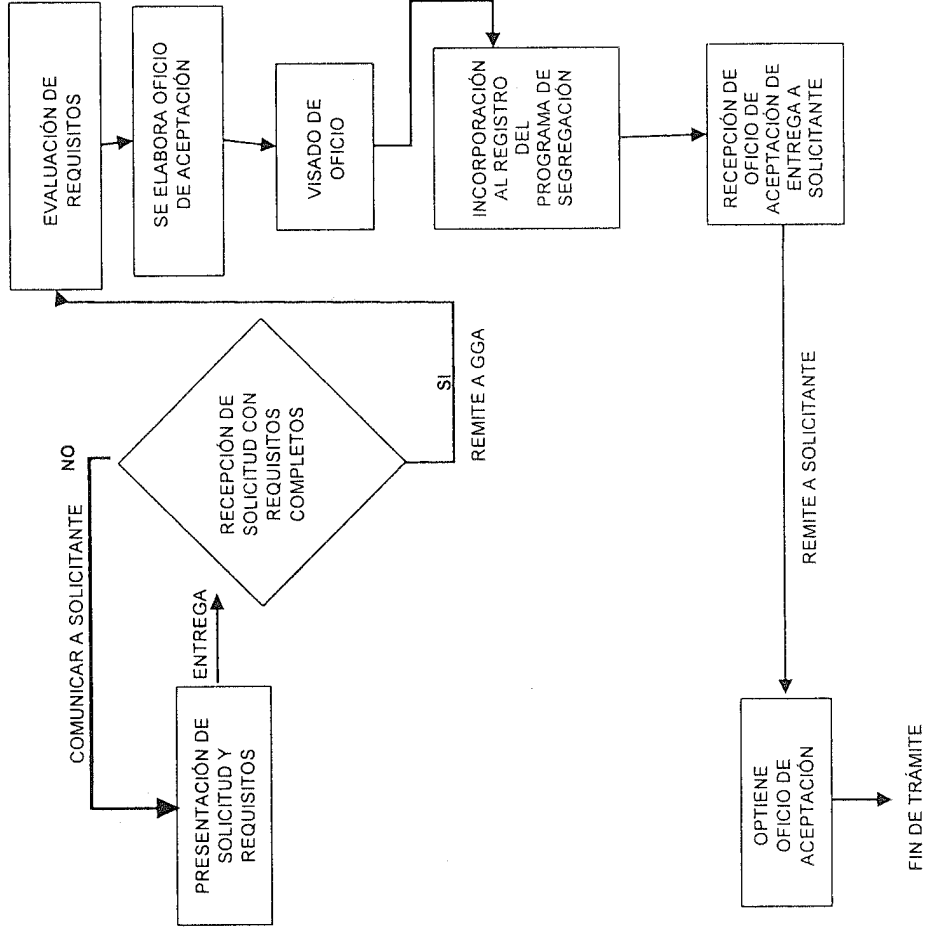 COMUNICAR A SOLICITANTE
NO
PRESENTACIÓN DE
SOLICITUD Y
REQUISITOS
ENTREGA
RECEPCIÓN DE
SOLICITUD CON
REQUISITOS
COMPLETOS
SI
REMITE A GGA
EVALUACIÓN DE
REQUISITOS
SE ELABORA OFICIO
DE ACEPTACIÓN
VISADO DE
OFICIO
INCORPORACIÓN
AL REGISTRO
DEL
PROGRAMA DE
SEGREGACIÓN
RECEPCIÓN DE
OFICIO DE
ACEPTACIÓN DE
ENTREGA A
SOLICITANTE
REMITE A SOLICITANTE
OPTIENE
OFICIO DE
ACEPTACIÓN
FIN DE TRÁMITE